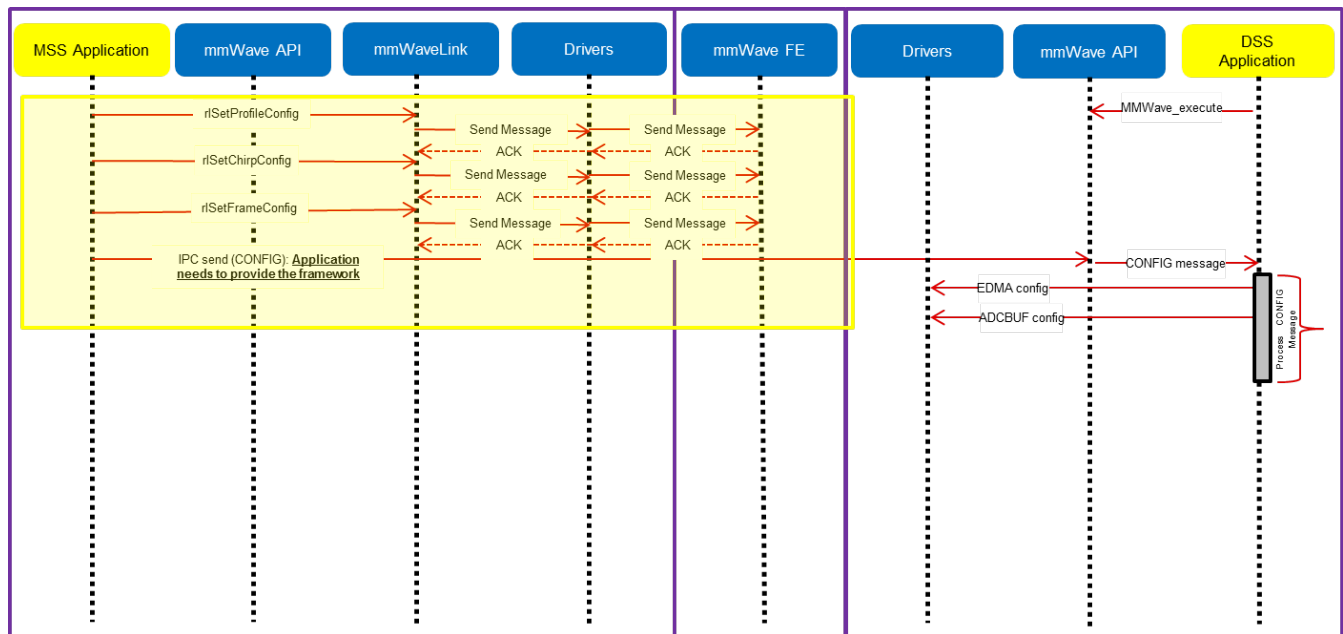 MSS Application
mmWave API
mmWaveLink
Drivers
mmWave FE
Drivers
mmWave API
DSS
Application
rlSetProfileConfig
MMWave_execute
Send Message
Send Message
ACK
ACK
rlSetChirpConfig
Send Message
Send Message
ACK
ACK
rlSetFrameConfig
Send Message
Send Message
ACK
ACK
IPC send (CONFIG): Application
needs to provide the framework
CONFIG message
EDMA config
ADCBUF config
Process CONFIG
Message